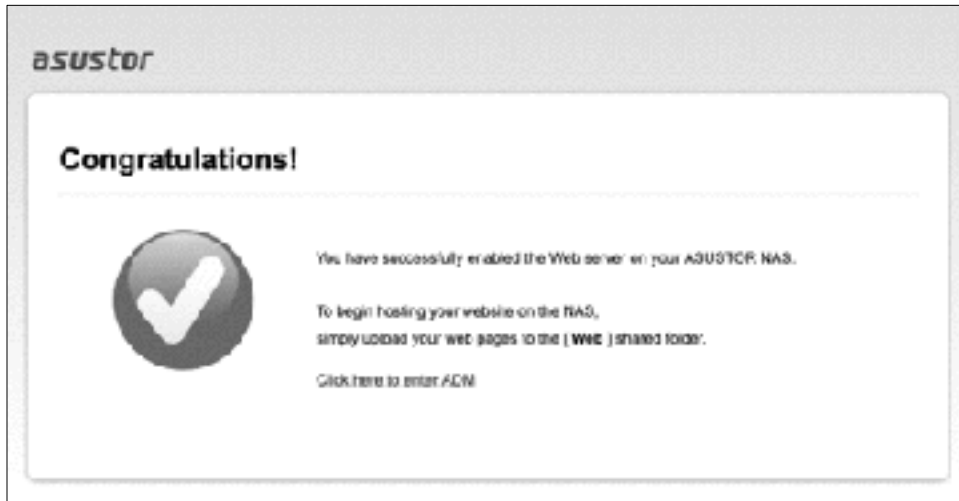 asustor
Congratulations!
You have successfully enabled the Web server on your ASUSTOR NAS.
To begin hosting your website on the NAS,
simply upload your web pages to the [ Web ] shared folder.
Click here to enter ADM